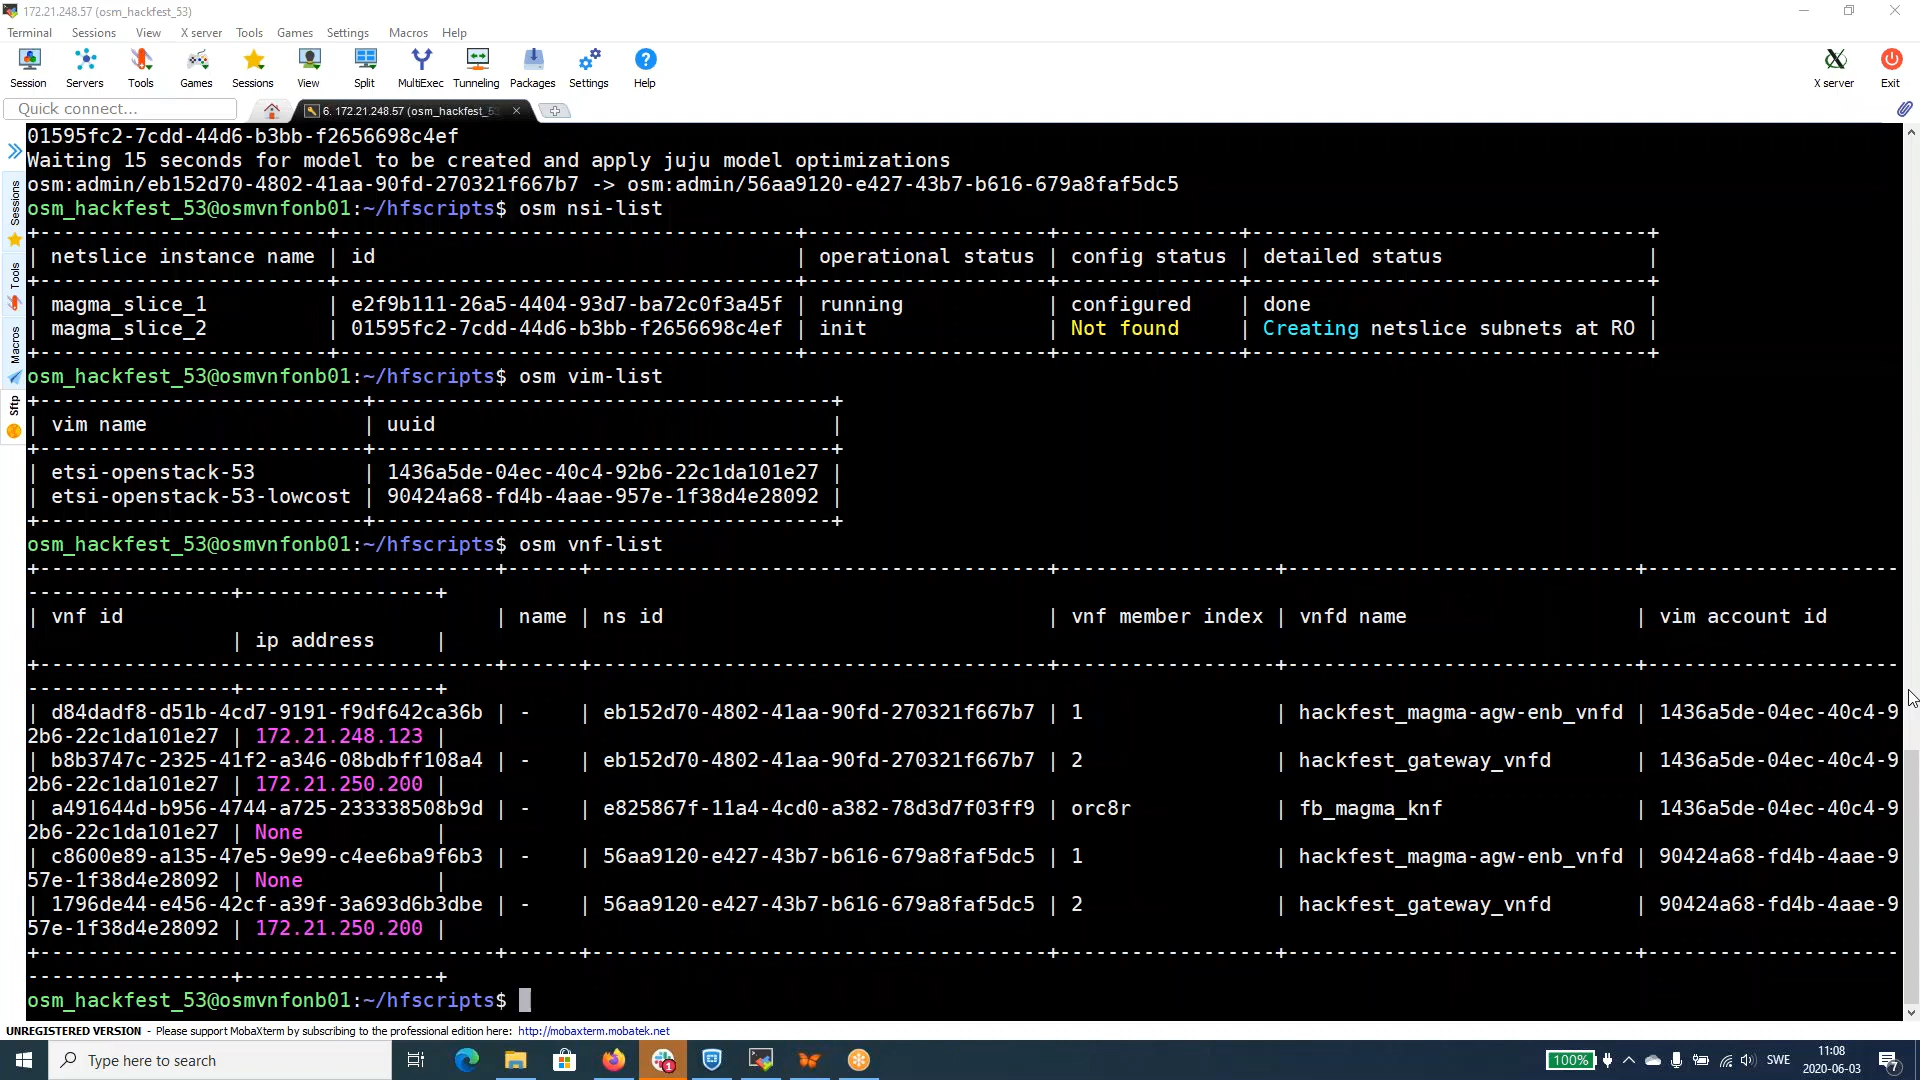 172.21.248.57 (osm_hackfest_53)
Terminal Sessions View X server Tools Games Settings Macros Help
Session Servers Tools Games Sessions View Split MultiExec Tunneling Packages Settings Help X server Exit
Quick connect... 6. 172.21.248.57 (osm_hackfest_53
01595fc2-7cdd-44d6-b3bb-f2656698c4ef
Waiting 15 seconds for model to be created and apply juju model optimizations
osm:admin/eb152d70-4802-41aa-90fd-270321f667b7 -> osm:admin/56aa9120-e427-43b7-b616-679a8faf5dc5
osm_hackfest_53@osmvnfonb01:~/hfscripts$ osm nsi-list
| netslice instance name | id | operational status | config status | detailed status |
| magma_slice_1 | e2f9b111-26a5-4404-93d7-ba72c0f3a45f | running | configured | done |
| magma_slice_2 | 01595fc2-7cdd-44d6-b3bb-f2656698c4ef | init | Not found | Creating netslice subnets at RO |
osm_hackfest_53@osmvnfonb01:~/hfscripts$ osm vim-list
| vim name | uuid |
| etsi-openstack-53 | 1436a5de-04ec-40c4-92b6-22c1da101e27 |
| etsi-openstack-53-lowcost | 90424a68-fd4b-4aae-957e-1f38d4e28092 |
osm_hackfest_53@osmvnfonb01:~/hfscripts$ osm vnf-list
| vnf id | name | ns id | vnf member index | vnfd name | vim account id
| ip address |
| d84dadf8-d51b-4cd7-9191-f9df642ca36b | - | eb152d70-4802-41aa-90fd-270321f667b7 | 1 | hackfest_magma-agw-enb_vnfd | 1436a5de-04ec-40c4-9
2b6-22c1da101e27 | 172.21.248.123 |
| b8b3747c-2325-41f2-a346-08bdbff108a4 | - | eb152d70-4802-41aa-90fd-270321f667b7 | 2 | hackfest_gateway_vnfd | 1436a5de-04ec-40c4-9
2b6-22c1da101e27 | 172.21.250.200 |
| a491644d-b956-4744-a725-233338508b9d | - | e825867f-11a4-4cd0-a382-78d3d7f03ff9 | orc8r | fb_magma_knf | 1436a5de-04ec-40c4-9
2b6-22c1da101e27 | None |
| c8600e89-a135-47e5-9e99-c4ee6ba9f6b3 | - | 56aa9120-e427-43b7-b616-679a8faf5dc5 | 1 | hackfest_magma-agw-enb_vnfd | 90424a68-fd4b-4aae-9
57e-1f38d4e28092 | None |
| 1796de44-e456-42cf-a39f-3a693d6b3dbe | - | 56aa9120-e427-43b7-b616-679a8faf5dc5 | 2 | hackfest_gateway_vnfd | 90424a68-fd4b-4aae-9
57e-1f38d4e28092 | 172.21.250.200 |
osm_hackfest_53@osmvnfonb01:~/hfscripts$
Sessions
Tools
Macros
Sftp
UNREGISTERED VERSION - Please support MobaXterm by subscribing to the professional edition here: http://mobaxterm.mobatek.net
Type here to search
1
100%
SWE
11:08
2020-06-03
7